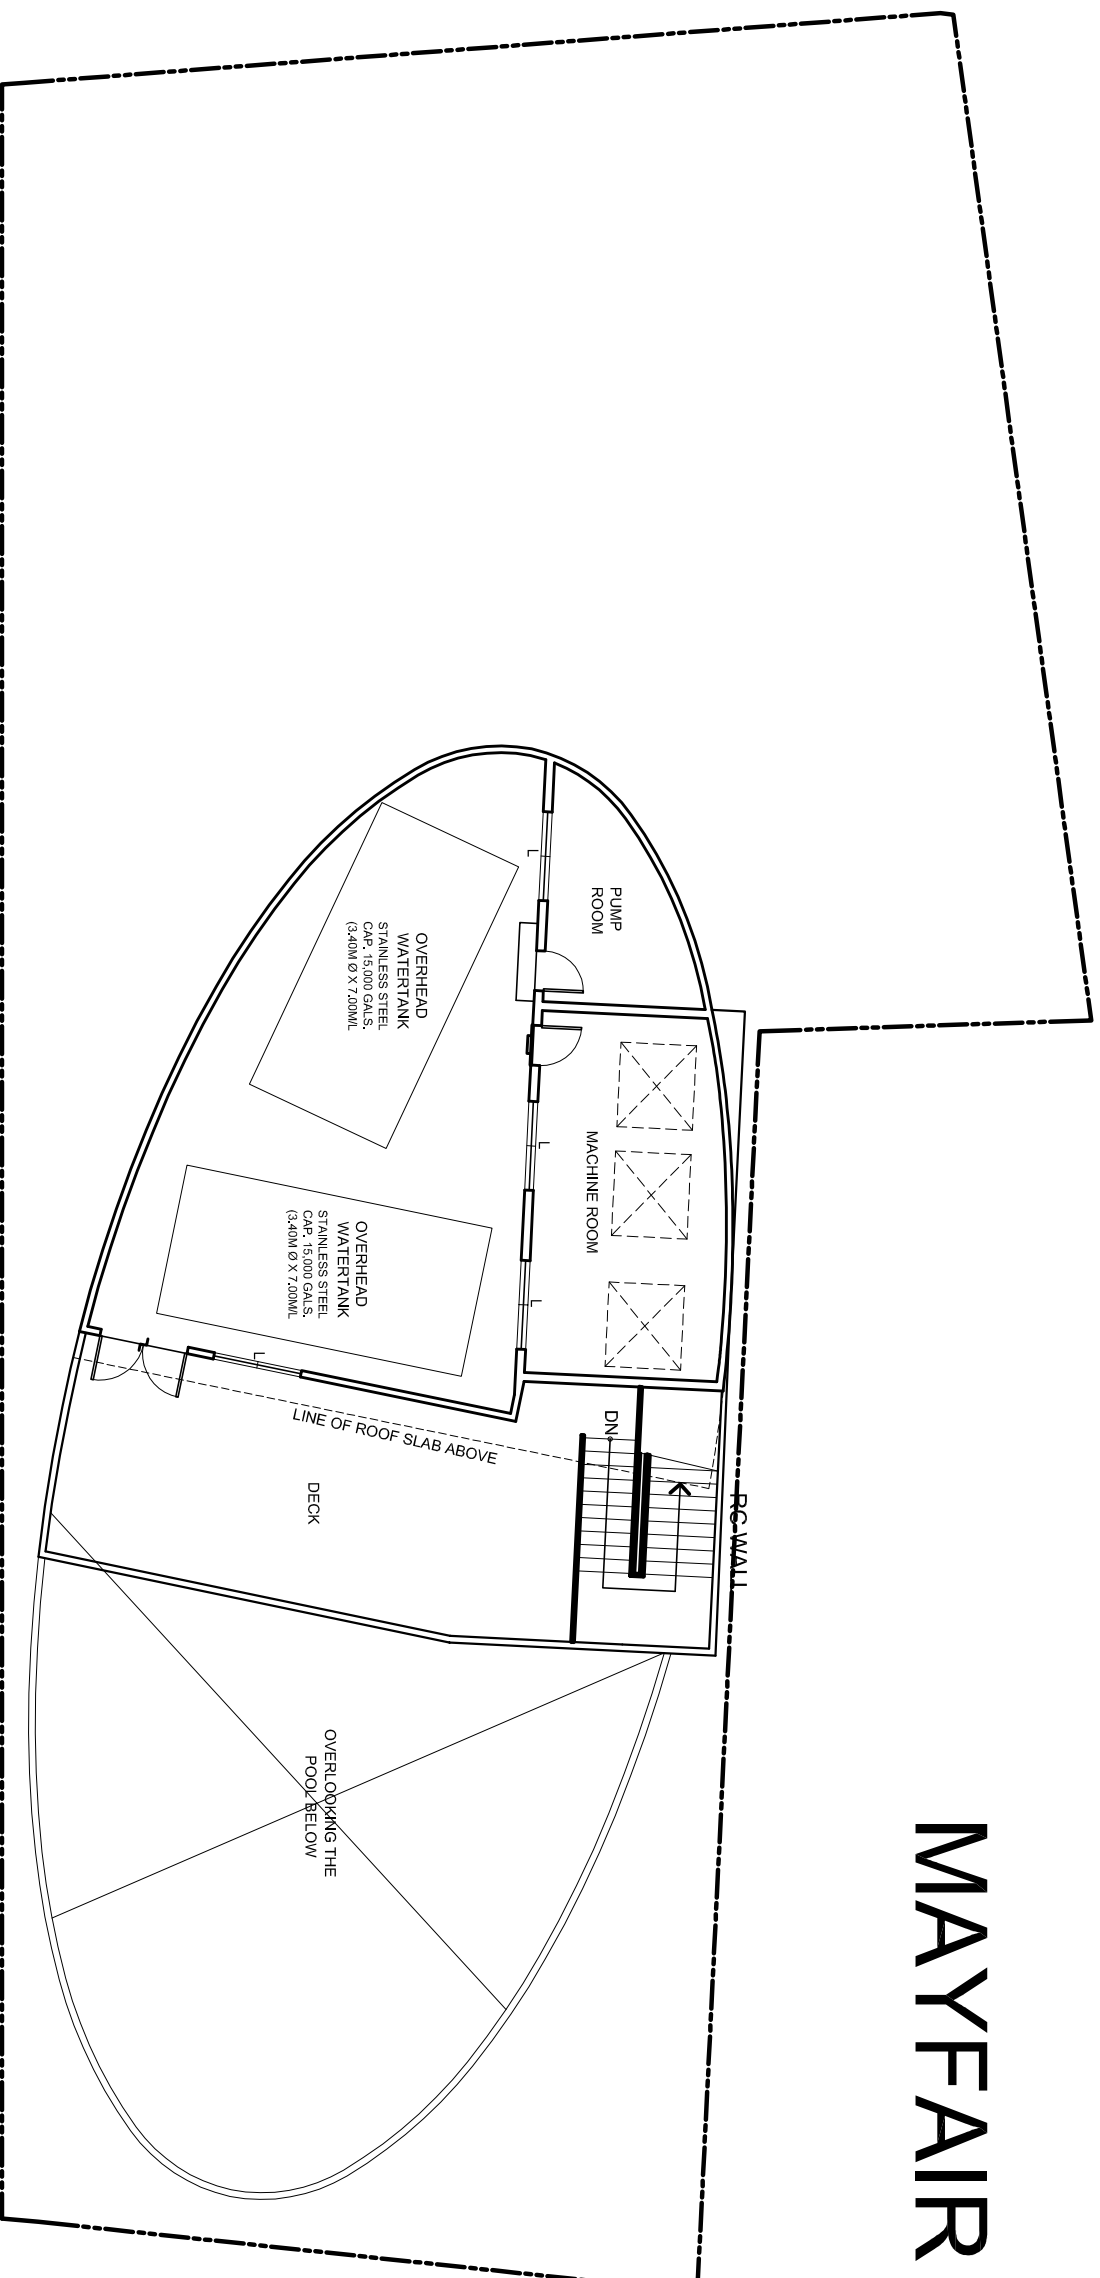 PUMP
ROOM
OVERHEAD
WATERTANK
STAINLESS STEEL
CAP. 15,000 GALS.
(3.40M Ø X 7.00M/L
MACHINE ROOM
OVERHEAD
WATERTANK
STAINLESS STEEL
CAP. 15,000 GALS.
(3.40M Ø X 7.00M/L
LINE OF ROOF SLAB ABOVE
DN
DECK
RC WALL
OVERLOOKING THE
POOL BELOW
MAYFAIR